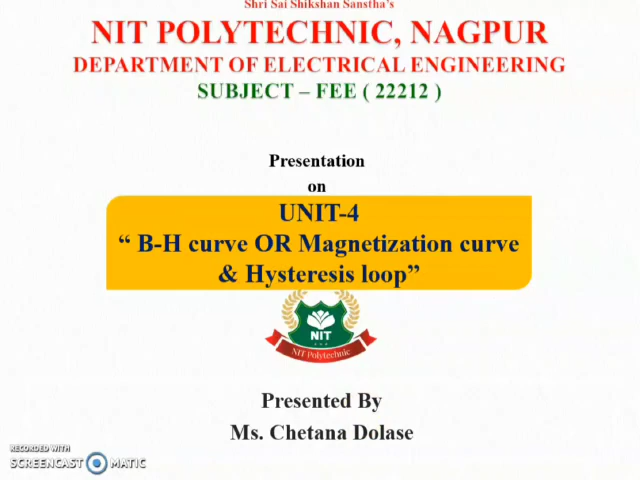 Shri Sai Shikshan Sanstha's
NIT POLYTECHNIC, NAGPUR
DEPARTMENT OF ELECTRICAL ENGINEERING
SUBJECT – FEE ( 22212 )
Presentation
on
UNIT-4
“ B-H curve OR Magnetization curve
& Hysteresis loop”
NIT
NIT Polytechnic
Presented By
Ms. Chetana Dolase
RECORDED WITH
SCREENCAST MATIC